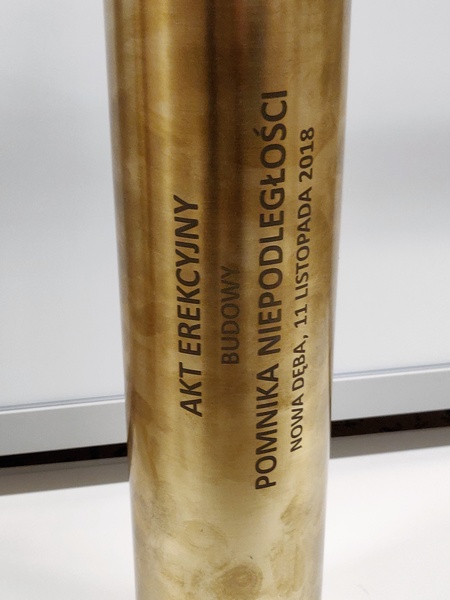 AKT EREKCYJNY
BUDOWY
POMNIKA NIEPODLEGŁOŚCI
NOWA DĘBA, 11 LISTOPADA 2018